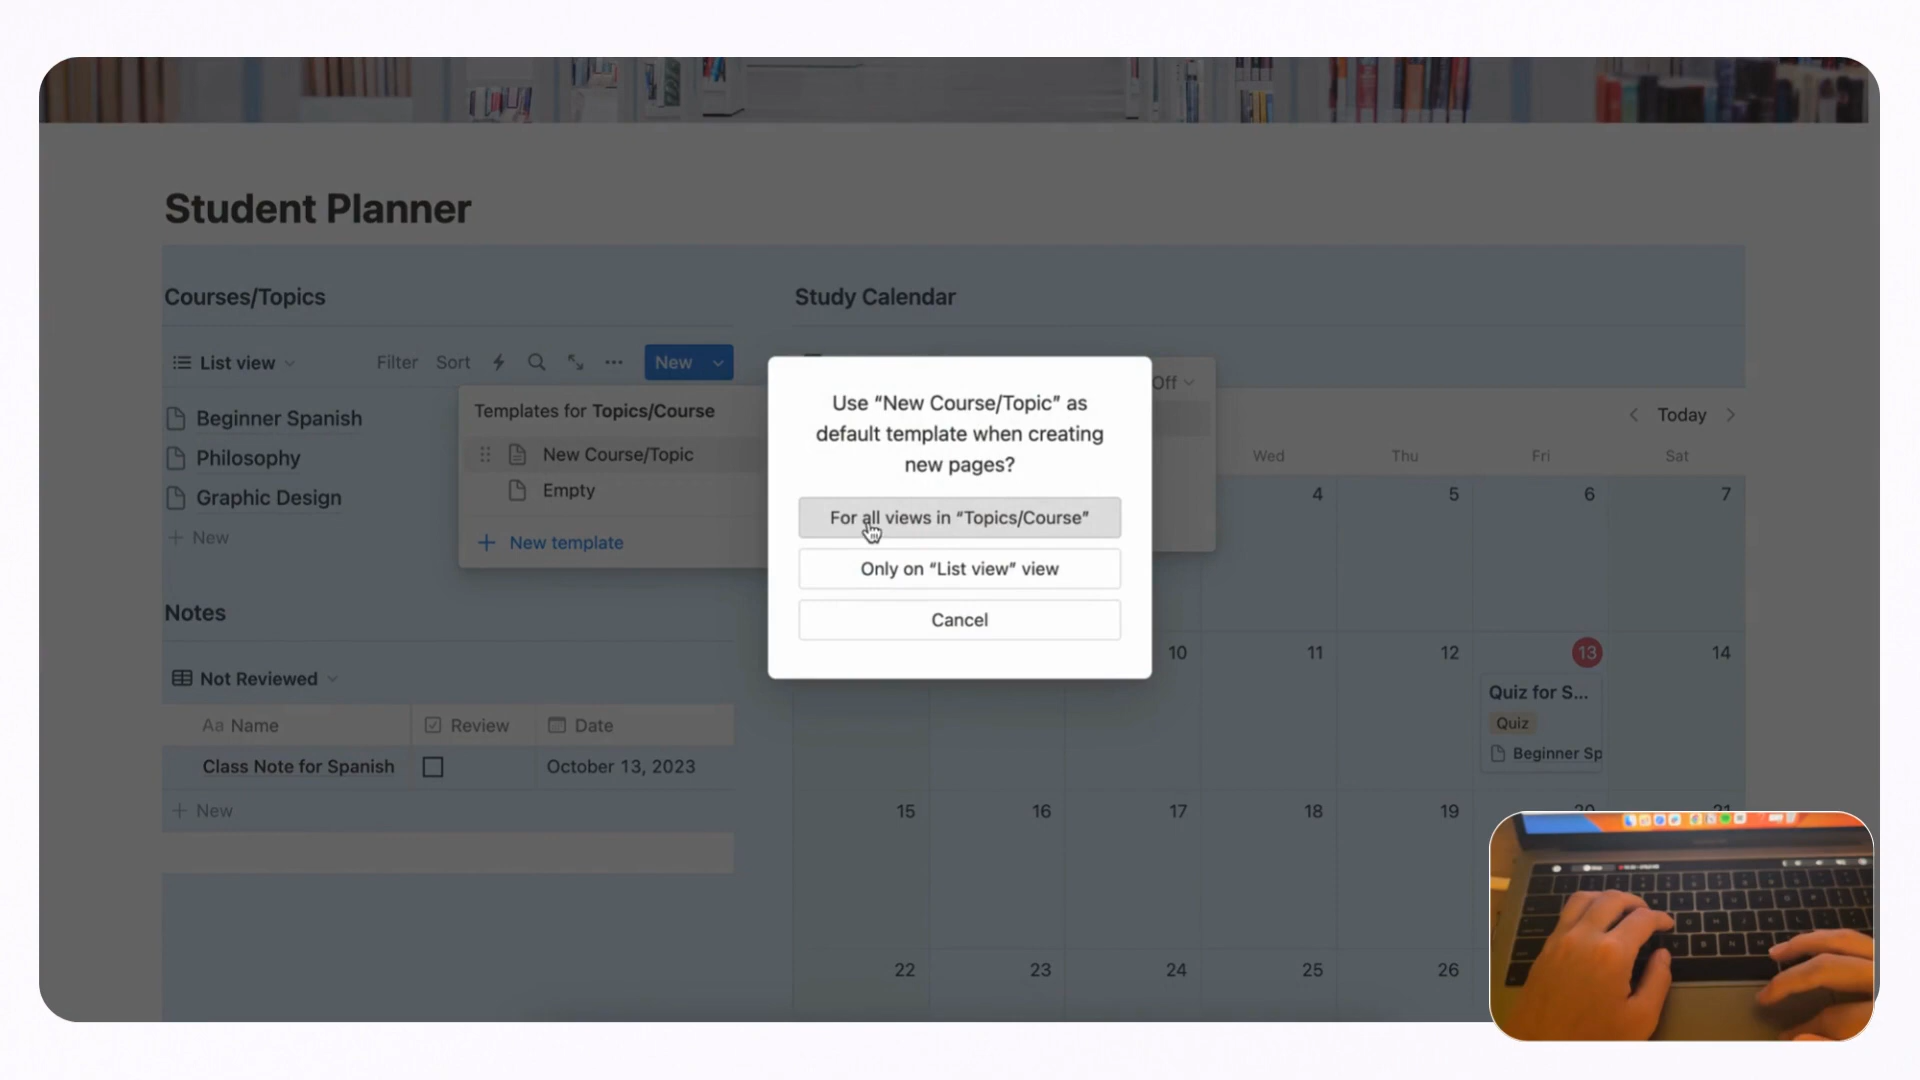 Student Planner
Courses/Topics
Study Calendar
List view
Filter
Sort
New
Beginner Spanish
Philosophy
Graphic Design
New
Templates for Topics/Course
New Course/Topic
Empty
New template
Off
Use “New Course/Topic” as
default template when creating
new pages?
For all views in “Topics/Course”
Only on “List view” view
Cancel
Today
Wed
Thu
Fri
Sat
4
5
6
7
10
11
12
13
14
Quiz for S...
Quiz
Beginner Sp
15
16
17
18
19
20
21
22
23
24
25
26
Notes
Not Reviewed
Aa Name
Review
Date
Class Note for Spanish
October 13, 2023
New